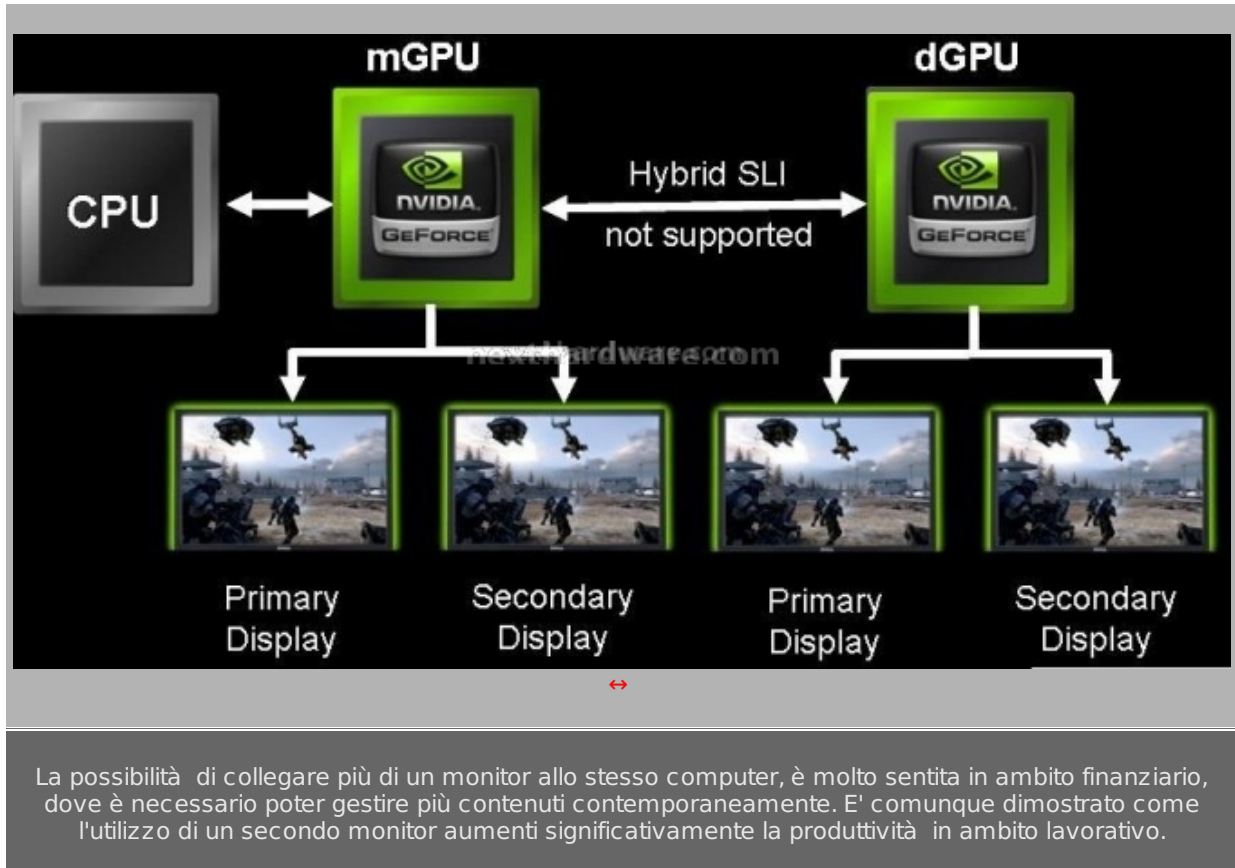 mGPU
dGPU
CPU
NVIDIA.
GEFORCE
Hybrid SLI
not supported
NVIDIA.
GEFORCE
nexthardware.com
Primary
Display
Secondary
Display
Primary
Display
Secondary
Display
↔
La possibilità di collegare più di un monitor allo stesso computer, è molto sentita in ambito finanziario,
dove è necessario poter gestire più contenuti contemporaneamente. E' comunque dimostrato come
l'utilizzo di un secondo monitor aumenti significativamente la produttività in ambito lavorativo.